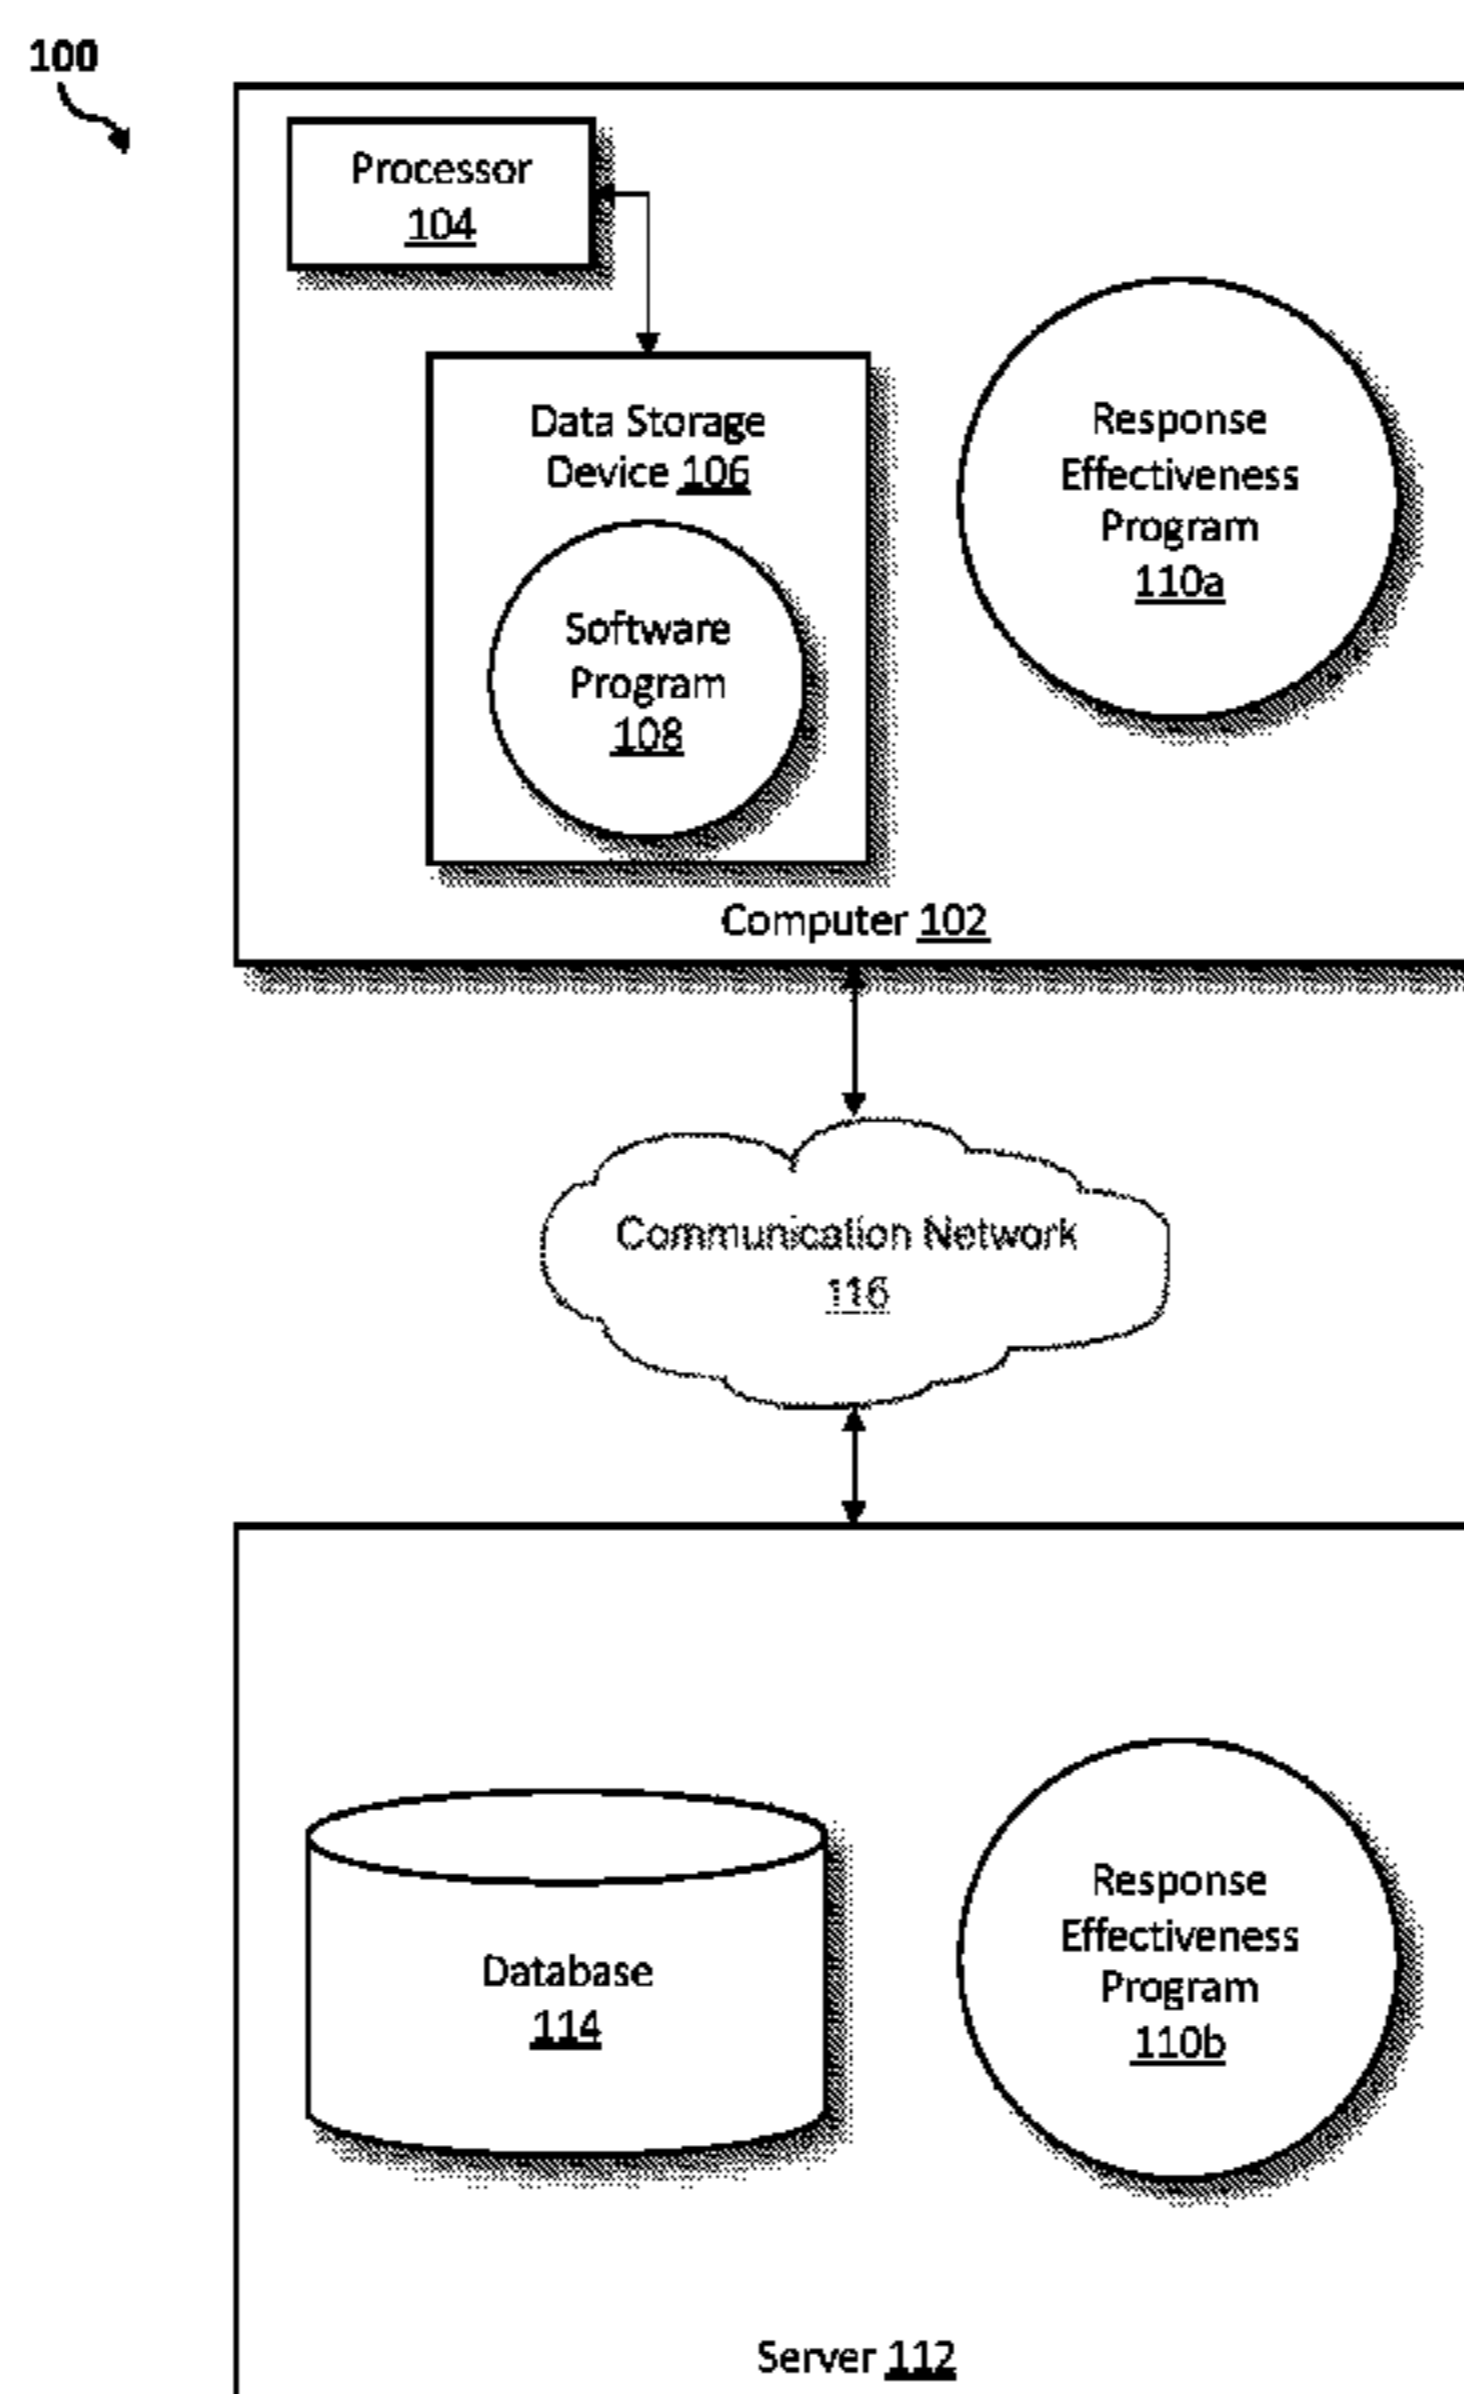 100
Processor
104
Data Storage
Device 106
Software
Program
108
Response
Effectiveness
Program
110a
Computer 102
Communication Network
116
Database
114
Response
Effectiveness
Program
110b
Server 112